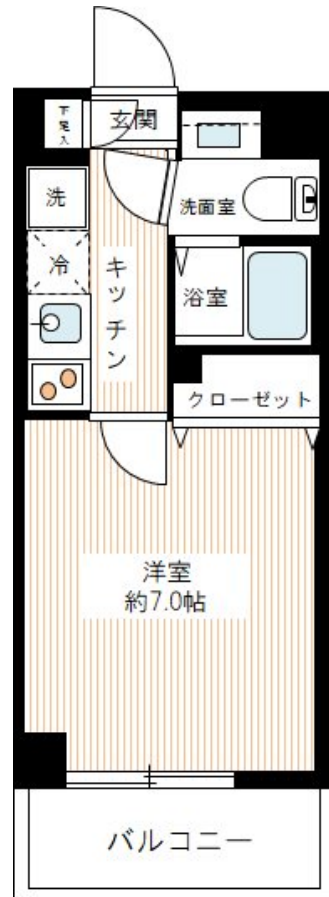 下足入
玄関
洗
洗面室
冷
キッチン
浴室
クローゼット
洋室
約7.0帖
バルコニー